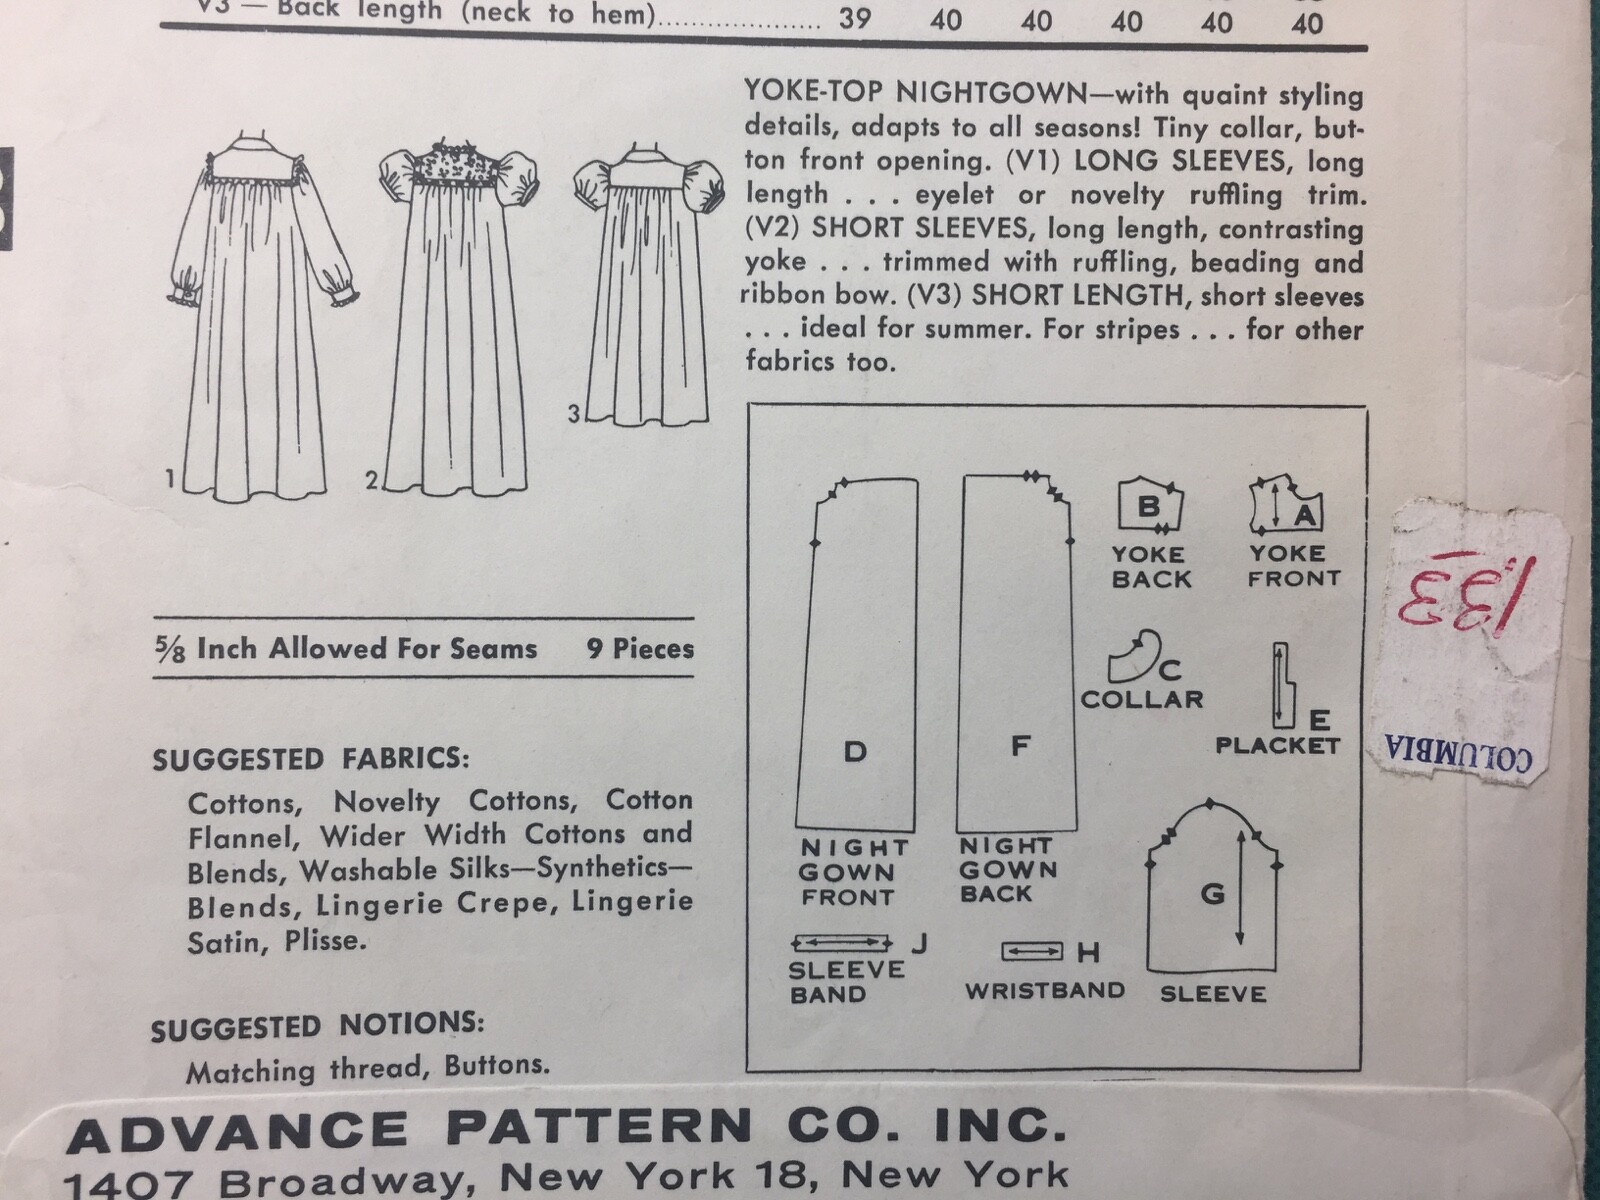 V3 — Back length (neck to hem)..................... 39 40 40 40 40 40
YOKE-TOP NIGHTGOWN—with quaint styling
details, adapts to all seasons! Tiny collar, but-
ton front opening. (V1) LONG SLEEVES, long
length . . . eyelet or novelty ruffling trim.
(V2) SHORT SLEEVES, long length, contrasting
yoke . . . trimmed with ruffling, beading and
ribbon bow. (V3) SHORT LENGTH, short sleeves
. . . ideal for summer. For stripes . . . for other
fabrics too.
1
2
3
5/8 Inch Allowed For Seams 9 Pieces
SUGGESTED FABRICS:
Cottons, Novelty Cottons, Cotton
Flannel, Wider Width Cottons and
Blends, Washable Silks—Synthetics—
Blends, Lingerie Crepe, Lingerie
Satin, Plisse.
SUGGESTED NOTIONS:
Matching thread, Buttons.
B
YOKE
BACK
A
YOKE
FRONT
C
COLLAR
E
PLACKET
D
NIGHT
GOWN
FRONT
F
NIGHT
GOWN
BACK
G
SLEEVE
J
SLEEVE
BAND
H
WRISTBAND
COLUMBIA
ADVANCE PATTERN CO. INC.
1407 Broadway, New York 18, New York